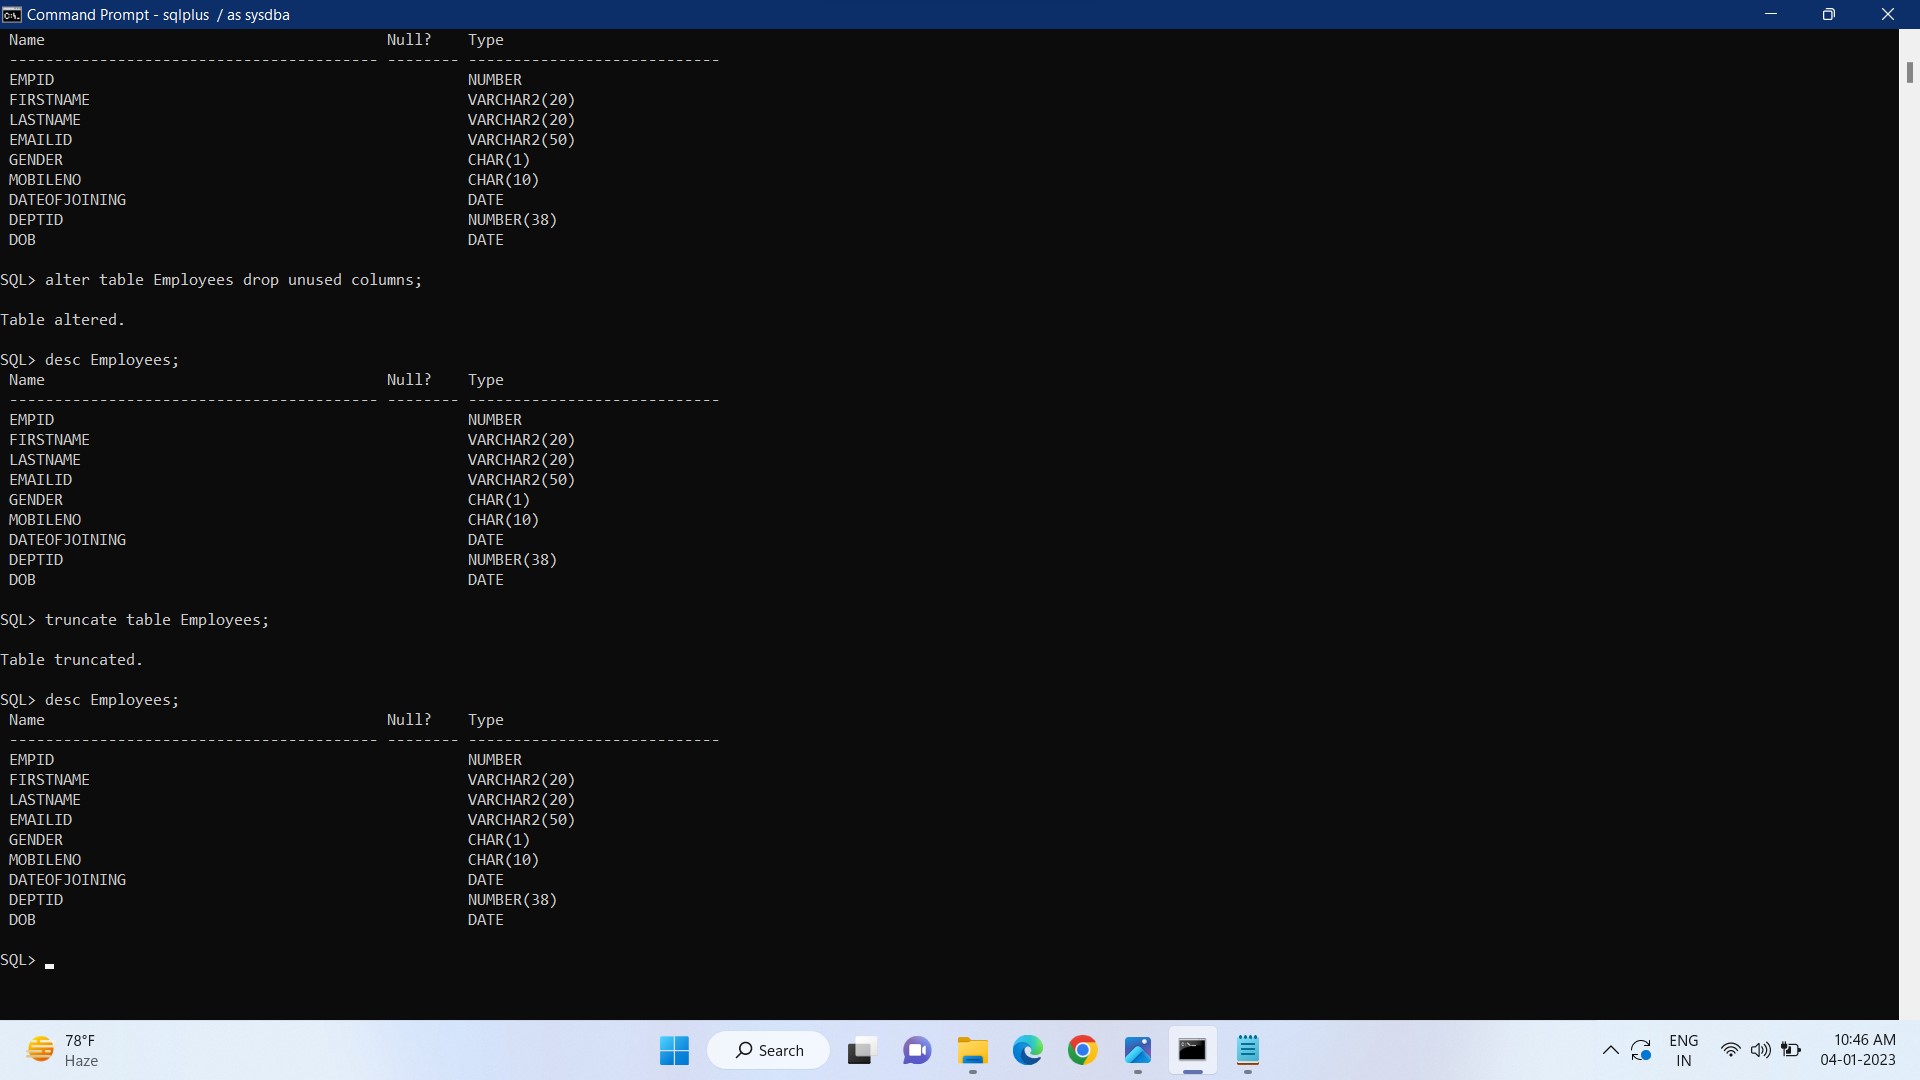 Command Prompt - sqlplus  / as sysdba
 Name                                      Null?    Type
 ----------------------------------------- -------- ----------------------------
 EMPID                                              NUMBER
 FIRSTNAME                                          VARCHAR2(20)
 LASTNAME                                           VARCHAR2(20)
 EMAILID                                            VARCHAR2(50)
 GENDER                                             CHAR(1)
 MOBILENO                                           CHAR(10)
 DATEOFJOINING                                      DATE
 DEPTID                                             NUMBER(38)
 DOB                                                DATE
SQL> alter table Employees drop unused columns;
Table altered.
SQL> desc Employees;
 Name                                      Null?    Type
 ----------------------------------------- -------- ----------------------------
 EMPID                                              NUMBER
 FIRSTNAME                                          VARCHAR2(20)
 LASTNAME                                           VARCHAR2(20)
 EMAILID                                            VARCHAR2(50)
 GENDER                                             CHAR(1)
 MOBILENO                                           CHAR(10)
 DATEOFJOINING                                      DATE
 DEPTID                                             NUMBER(38)
 DOB                                                DATE
SQL> truncate table Employees;
Table truncated.
SQL> desc Employees;
 Name                                      Null?    Type
 ----------------------------------------- -------- ----------------------------
 EMPID                                              NUMBER
 FIRSTNAME                                          VARCHAR2(20)
 LASTNAME                                           VARCHAR2(20)
 EMAILID                                            VARCHAR2(50)
 GENDER                                             CHAR(1)
 MOBILENO                                           CHAR(10)
 DATEOFJOINING                                      DATE
 DEPTID                                             NUMBER(38)
 DOB                                                DATE
SQL>
78°F
Haze
Search
ENG
IN
10:46 AM
04-01-2023